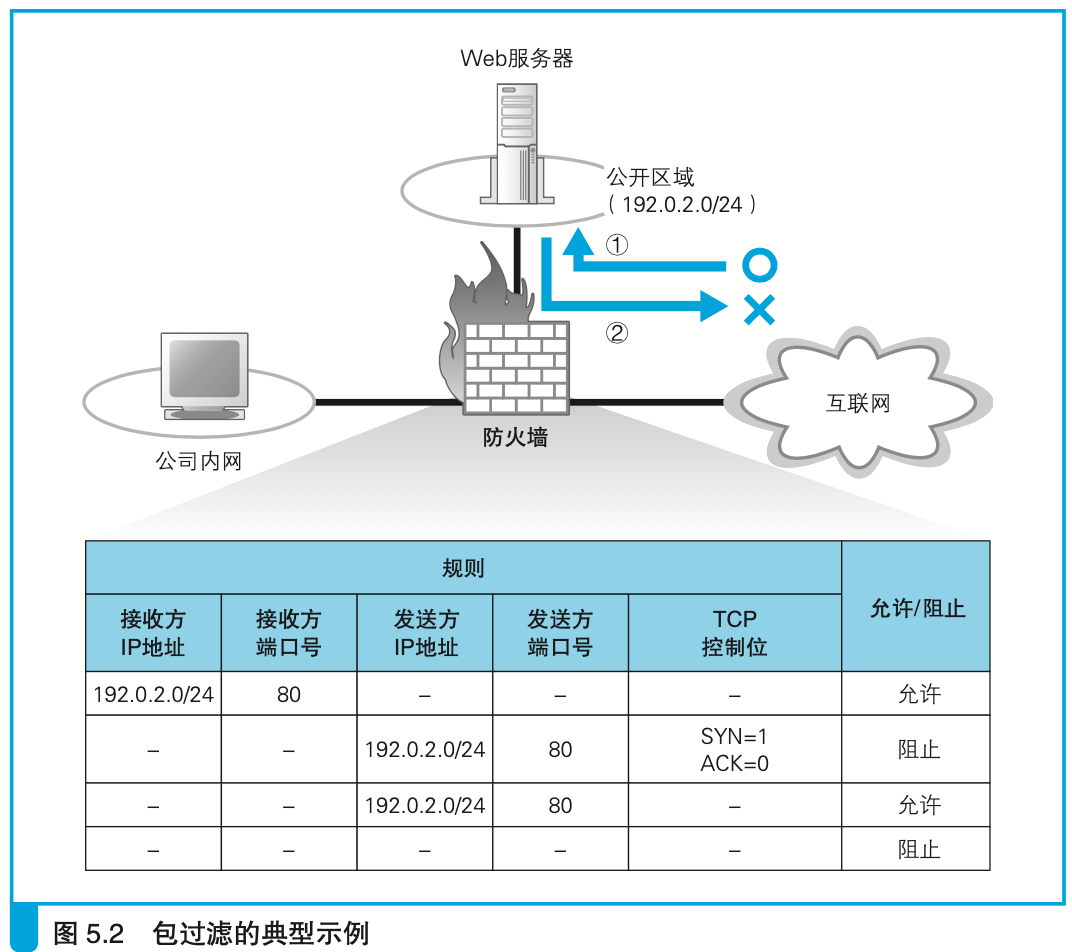 Web服务器
公开区域
（192.0.2.0/24）
①
②
互联网
防火墙
公司内网
规则
允许/阻止
接收方
IP地址
接收方
端口号
发送方
IP地址
发送方
端口号
TCP
控制位
192.0.2.0/24 80 – – – 允许
– – 192.0.2.0/24 80 SYN=1
ACK=0 阻止
– – 192.0.2.0/24 80 – 允许
– – – – – 阻止
图 5.2 包过滤的典型示例